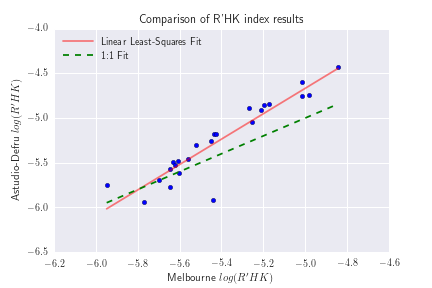 Comparison of R'HK index results
Linear Least-Squares Fit
1:1 Fit
Astudio-Defru log(R'HK)
−4.0
−4.5
−5.0
−5.5
−6.0
−6.5
−6.2 −6.0 −5.8 −5.6 −5.4 −5.2 −5.0 −4.8 −4.6
Melbourne log(R'HK)